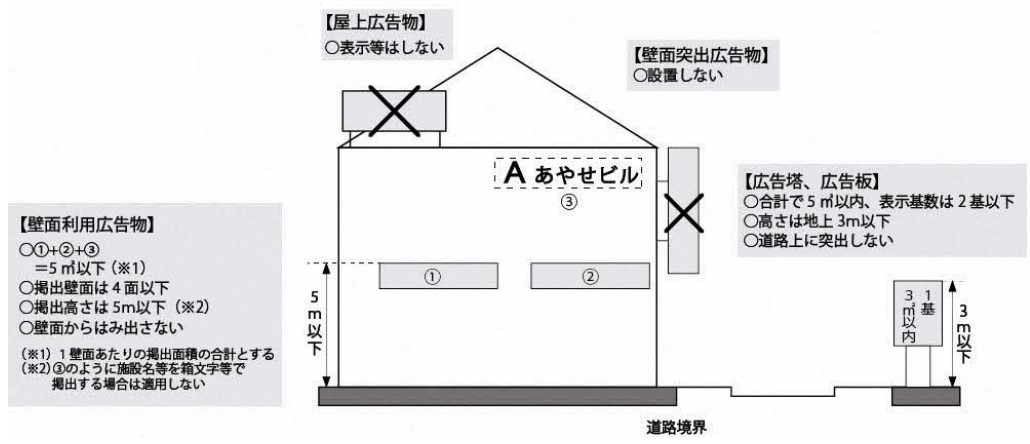 【屋上広告物】
○表示等はしない
【壁面突出広告物】
○設置しない
A あやせビル
③
【広告塔、広告板】
○合計で5㎡以内、表示基数は2基以下
○高さは地上3m以下
○道路上に突出しない
【壁面利用広告物】
○①+②+③
=5㎡以下(※1)
○掲出壁面は4面以下
○掲出高さは5m以下(※2)
○壁面からはみ出さない
(※1)1壁面あたりの掲出面積の合計とする
(※2)③のように施設名等を箱文字等で
掲出する場合は適用しない
5m以下
①
②
1基
3㎡以内
3m以下
道路境界